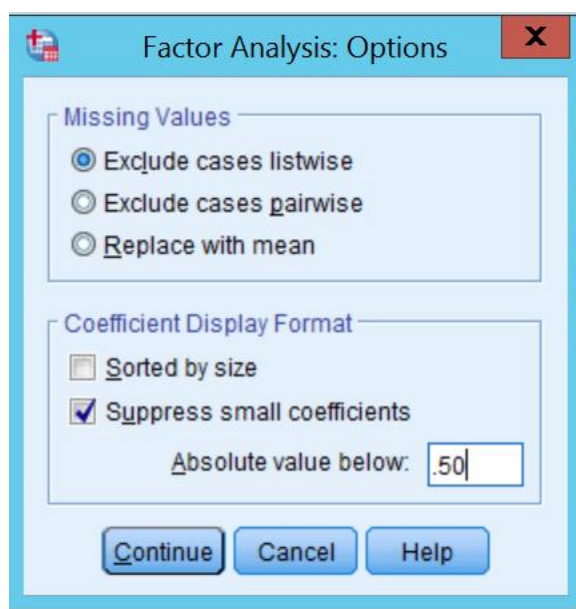 Factor Analysis: Options
X
Missing Values
Exclude cases listwise
Exclude cases pairwise
Replace with mean
Coefficient Display Format
Sorted by size
Suppress small coefficients
Absolute value below: .50
Continue Cancel Help